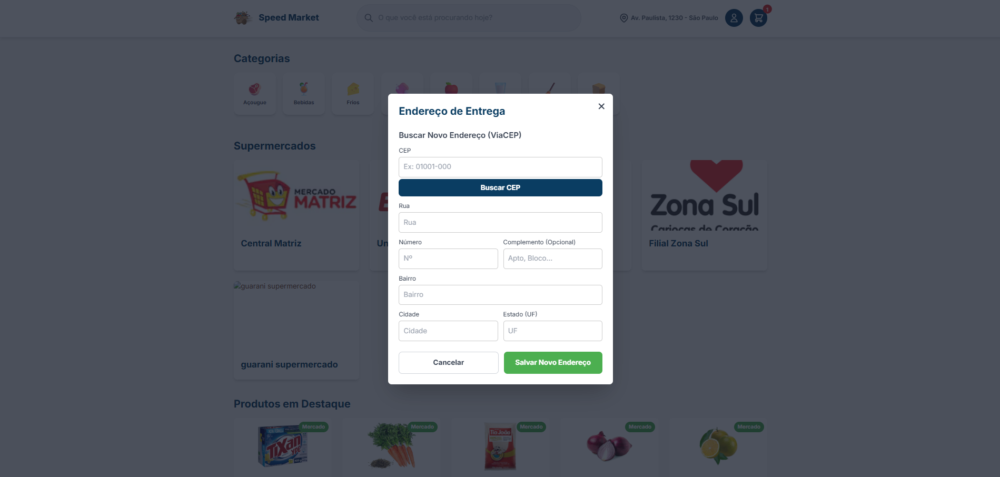 Speed Market
O que você está procurando hoje?
Av. Paulista, 1230 - São Paulo
1
Categorias
Açougue
Bebidas
Frios
Endereço de Entrega
Buscar Novo Endereço (ViaCEP)
CEP
Ex: 01001-000
Buscar CEP
Rua
Rua
Número
Complemento (Opcional)
Nº
Apto, Bloco...
Bairro
Bairro
Cidade
Estado (UF)
Cidade
UF
Cancelar
Salvar Novo Endereço
Supermercados
MERCADO
MATRIZ
Central Matriz
Un
Zona Sul
Cariocas de Coração
Filial Zona Sul
guarani supermercado
guarani supermercado
Produtos em Destaque
Mercado
Mercado
Mercado
Mercado
Mercado
TIXAN
YPÊ
Tio João